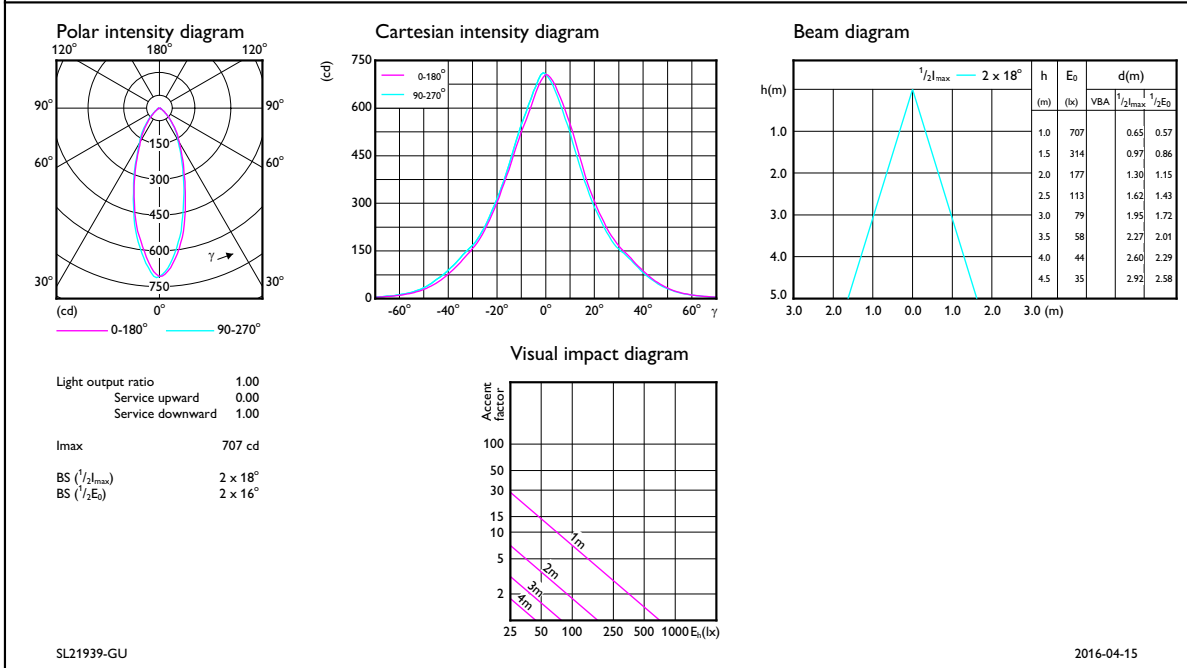 Polar intensity diagram
120° 180° 120°
90° 90°
60° 60°
30° 30°
150
300
450
600
750
γ
(cd) 0°
0-180° 90-270°
Cartesian intensity diagram
(cd)
0-180°
90-270°
750
600
450
300
150
0
-60° -40° -20° 0° 20° 40° 60° γ
Beam diagram
h(m)
1/2Imax 2 x 18°
1.0
2.0
3.0
4.0
5.0
3.0 2.0 1.0 0.0 1.0 2.0 3.0 (m)
h E0 d(m)
(m) (lx) VBA 1/2Imax 1/2E0
1.0 707 0.65 0.57
1.5 314 0.97 0.86
2.0 177 1.30 1.15
2.5 113 1.62 1.43
3.0 79 1.95 1.72
3.5 58 2.27 2.01
4.0 44 2.60 2.29
4.5 35 2.92 2.58
Light output ratio 1.00
Service upward 0.00
Service downward 1.00
Imax 707 cd
BS (1/2Imax) 2 x 18°
BS (1/2E0) 2 x 16°
Visual impact diagram
Accent
factor
100
50
30
15
10
5
2
1m
2m
3m
4m
25 50 100 250 500 1000 Eh(lx)
SL21939-GU 2016-04-15